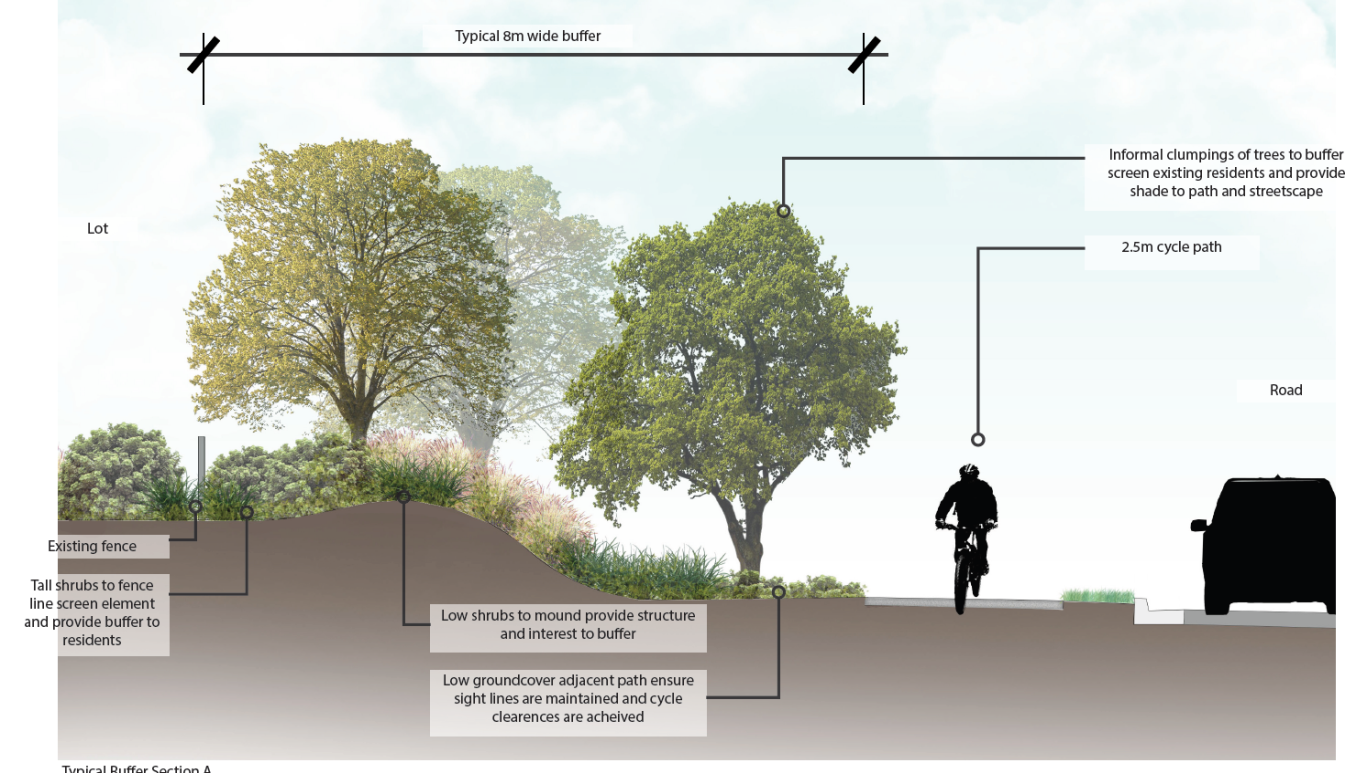 Typical 8m wide buffer
Informal clumpings of trees to buffer
screen existing residents and provide
shade to path and streetscape
Lot
2.5m cycle path
Road
Existing fence
Tall shrubs to fence
line screen element
and provide buffer to
residents
Low shrubs to mound provide structure
and interest to buffer
Low groundcover adjacent path ensure
sight lines are maintained and cycle
clearences are acheived
Typical Buffer Section A